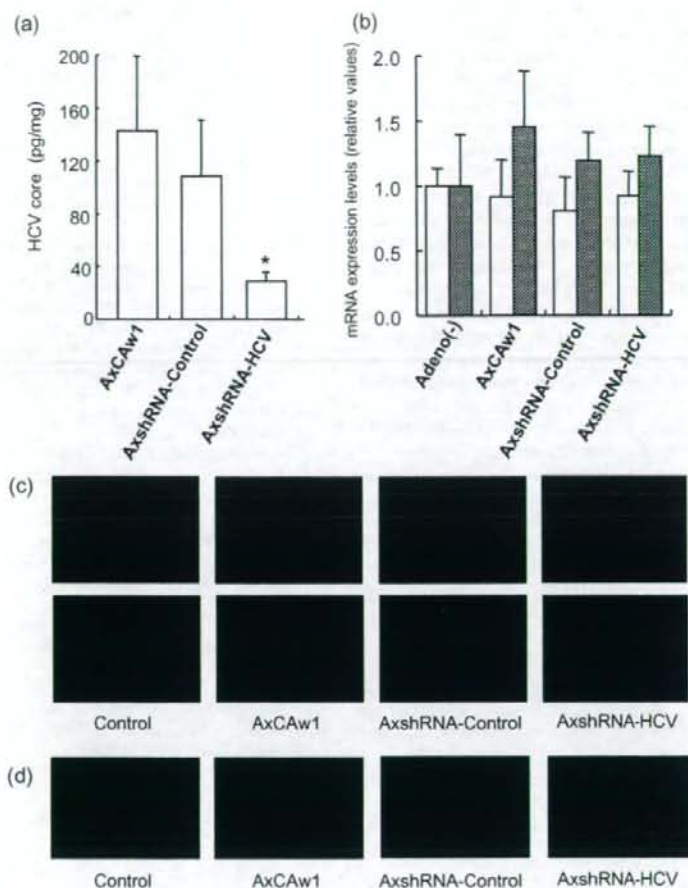 (a)
HCV core (pg/mg)
200
160
120
80
40
0
*
AxCAw1
AxshRNA-Control
AxshRNA-HCV
(b)
mRNA expression levels (relative values)
2.0
1.5
1.0
0.5
0.0
Adeno(-)
AxCAw1
AxshRNA-Control
AxshRNA-HCV
(c)
Control AxCAw1 AxshRNA-Control AxshRNA-HCV
(d)
Control AxCAw1 AxshRNA-Control AxshRNA-HCV